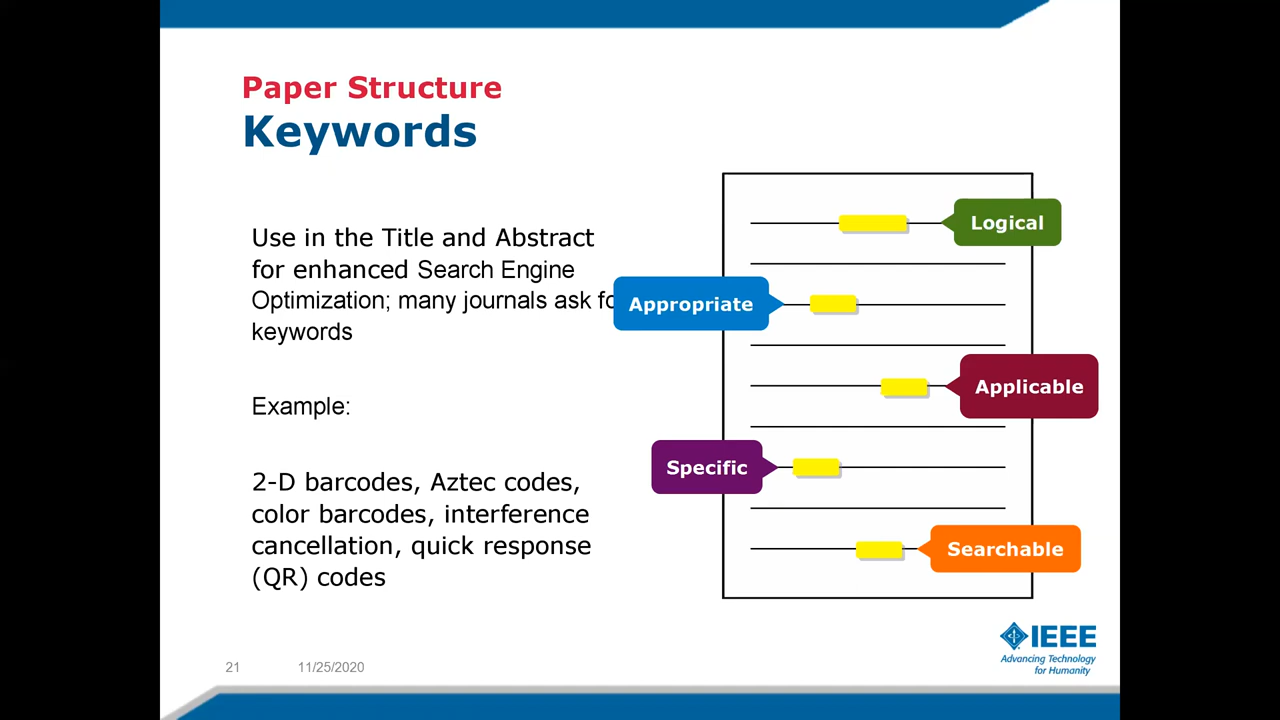 Paper Structure
Keywords
Use in the Title and Abstract
for enhanced Search Engine
Optimization; many journals ask fo
keywords
Example:
2-D barcodes, Aztec codes,
color barcodes, interference
cancellation, quick response
(QR) codes
Logical
Appropriate
Applicable
Specific
Searchable
IEEE
Advancing Technology
for Humanity
21 11/25/2020